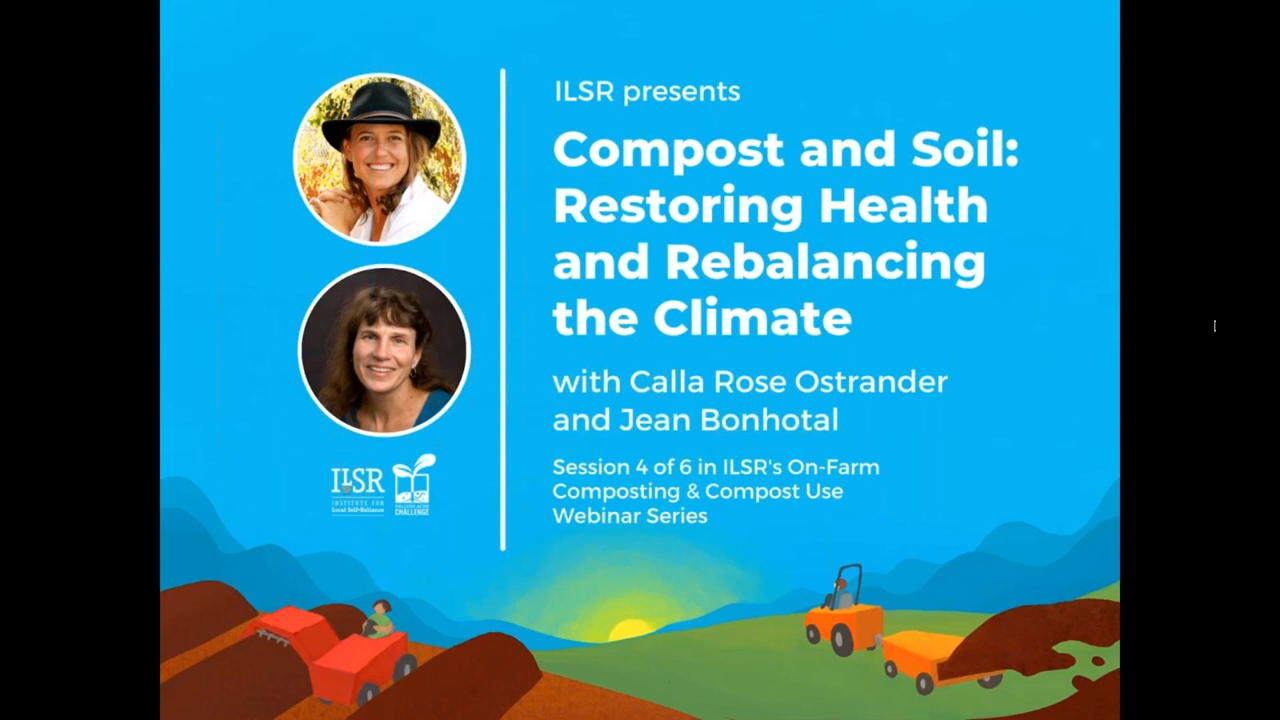 ILSR presents
Compost and Soil:
Restoring Health
and Rebalancing
the Climate
with Calla Rose Ostrander
and Jean Bonhotal
Session 4 of 6 in ILSR's On-Farm
Composting & Compost Use
Webinar Series
ILSR
INSTITUTE FOR
Local Self-Reliance
MILLION ACRE
CHALLENGE